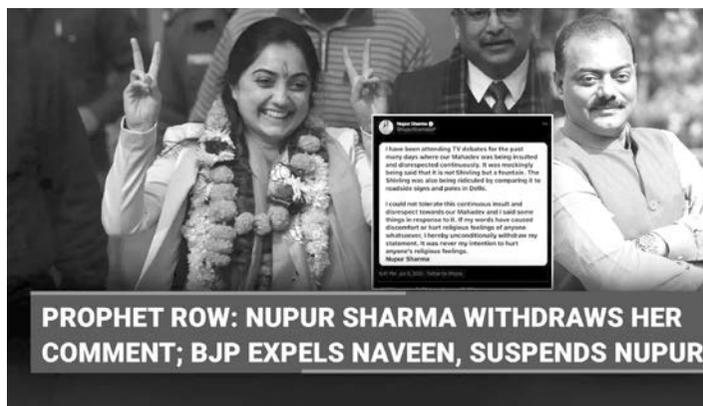 Nupur Sharma
I have been attending TV debates for the past
many days where our Mahadev was being insulted
and disrespected continuously. It was mockingly
being said that it is not Shivling but a fountain. The
Shivling was also being ridiculed by comparing it to
roadside signs and poles in Delhi.
I could not tolerate this continuous insult and
disrespect towards our Mahadev and I said some
things in response to it. If my words have caused
discomfort or hurt religious feelings of anyone
whatsoever, I hereby unconditionally withdraw my
statement. It was never my intention to hurt
anyone's religious feelings.
Nupur Sharma
PROPHET ROW: NUPUR SHARMA WITHDRAWS HER
COMMENT; BJP EXPELS NAVEEN, SUSPENDS NUPUR